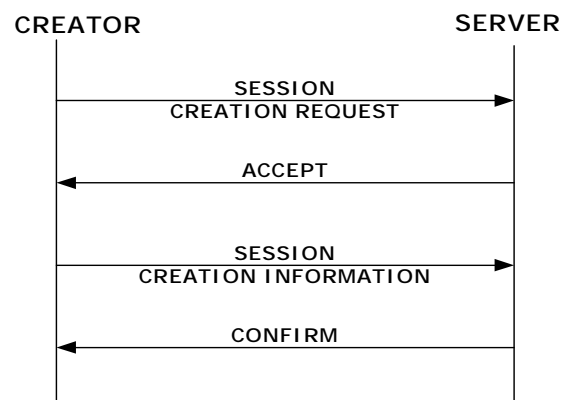 CREATOR
SERVER
SESSION
CREATION REQUEST
ACCEPT
SESSION
CREATION INFORMATION
CONFIRM